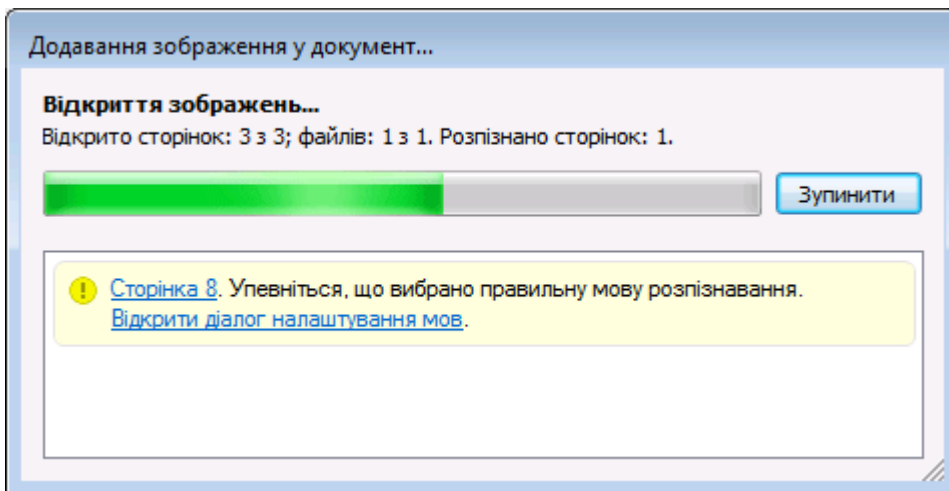 Додавання зображення у документ...
Відкриття зображень...
Відкрито сторінок: 3 з 3; файлів: 1 з 1. Розпізнано сторінок: 1.
Зупинити
Сторінка 8. Упевніться, що вибрано правильну мову розпізнавання.
Відкрити діалог налаштування мов.